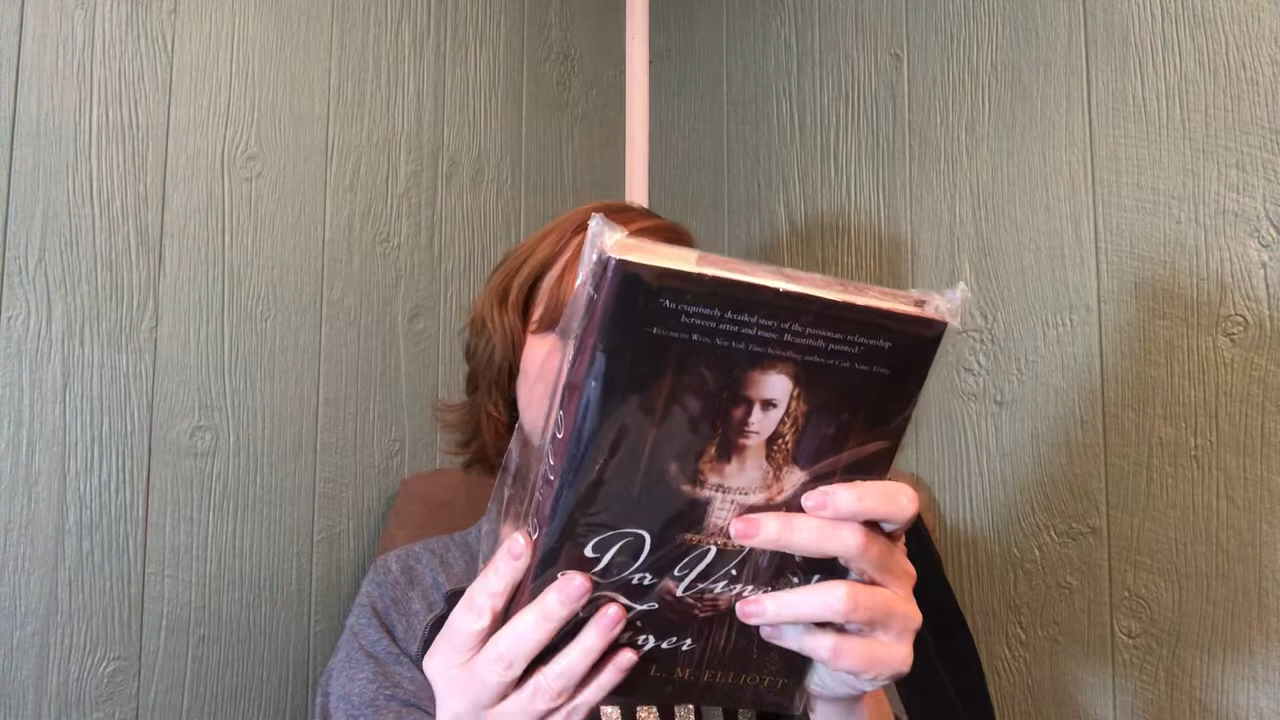 "An exquisitely detailed story of the passionate relationship
between artist and muse. Beautifully painted."
—ELIZABETH WEIN, New York Times bestselling author of Code Name Verity
Da Vinci's
Tiger
L. M. ELLIOTT